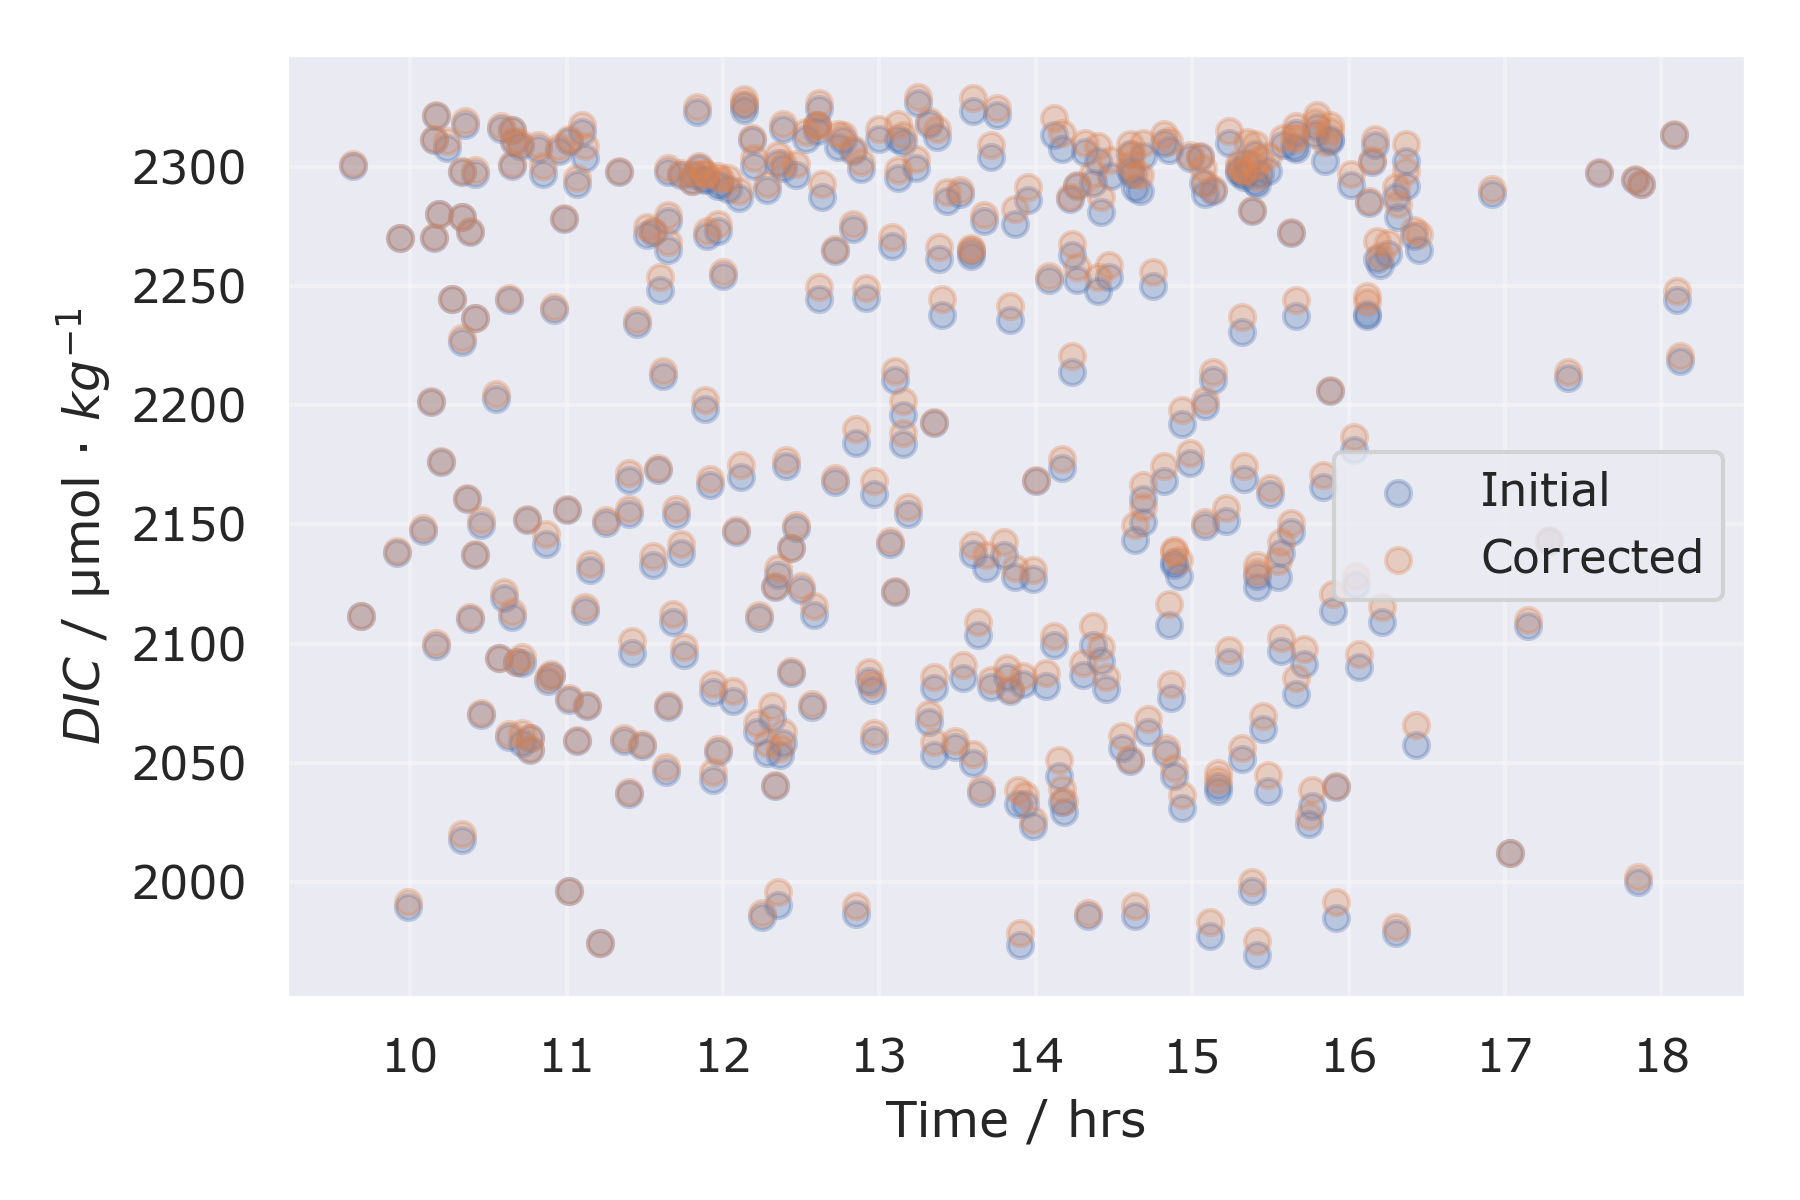 2300
2250
2200
2150
2100
2050
2000
DIC / µmol · kg⁻¹
Initial
Corrected
10 11 12 13 14 15 16 17 18
Time / hrs